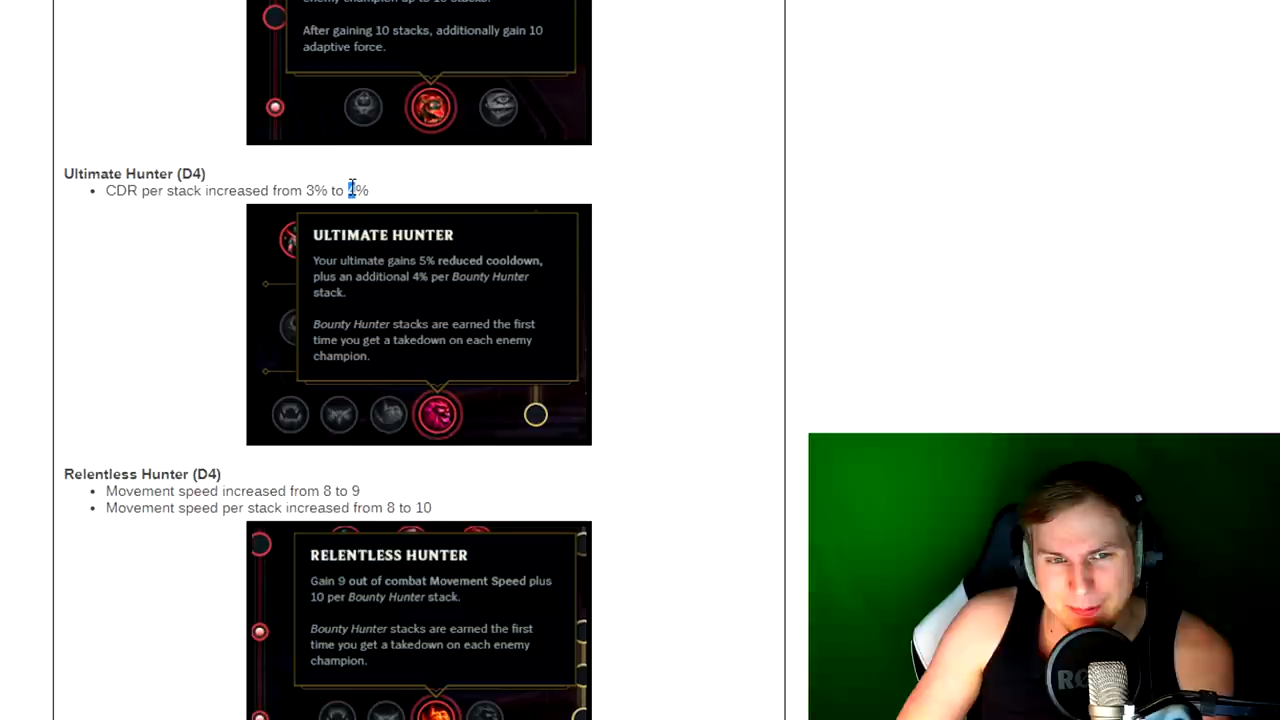 After gaining 10 stacks, additionally gain 10
adaptive force.
Ultimate Hunter (D4)
CDR per stack increased from 3% to 4%
ULTIMATE HUNTER
Your ultimate gains 5% reduced cooldown,
plus an additional 4% per Bounty Hunter
stack.
Bounty Hunter stacks are earned the first
time you get a takedown on each enemy
champion.
Relentless Hunter (D4)
Movement speed increased from 8 to 9
Movement speed per stack increased from 8 to 10
RELENTLESS HUNTER
Gain 9 out of combat Movement Speed plus
10 per Bounty Hunter stack.
Bounty Hunter stacks are earned the first
time you get a takedown on each enemy
champion.